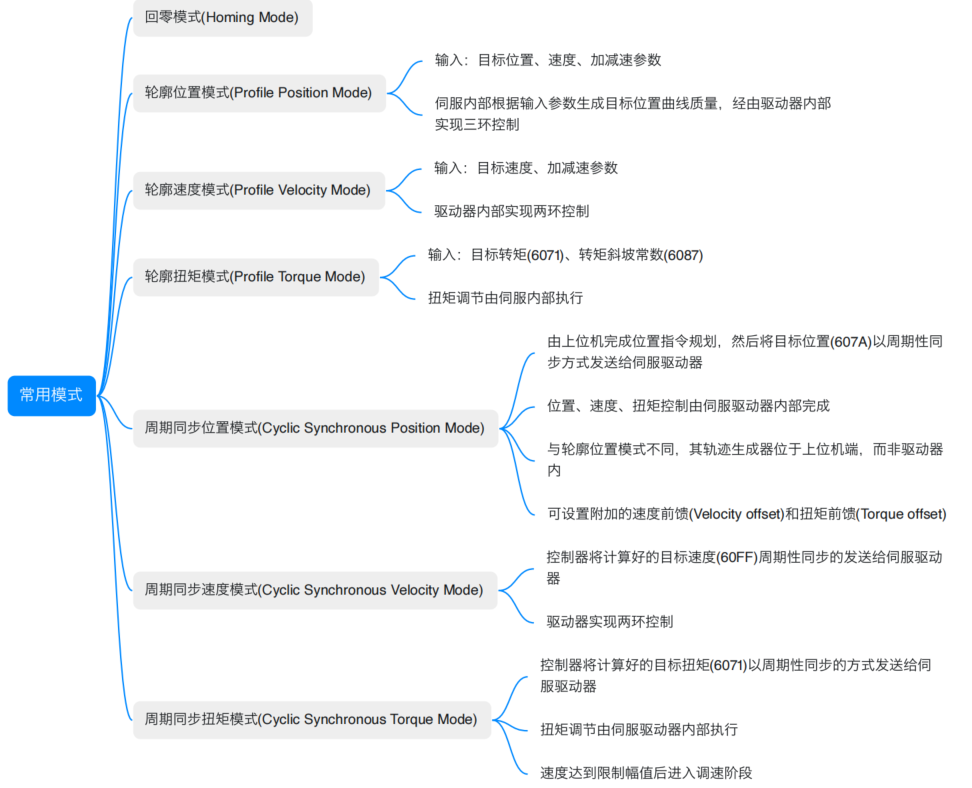 常用模式
回零模式(Homing Mode)
轮廓位置模式(Profile Position Mode)
输入：目标位置、速度、加减速参数
伺服内部根据输入参数生成目标位置曲线质量，经由驱动器内部
实现三环控制
轮廓速度模式(Profile Velocity Mode)
输入：目标速度、加减速参数
驱动器内部实现两环控制
轮廓扭矩模式(Profile Torque Mode)
输入：目标转矩(6071)、转矩斜坡常数(6087)
扭矩调节由伺服内部执行
周期同步位置模式(Cyclic Synchronous Position Mode)
由上位机完成位置指令规划，然后将目标位置(607A)以周期性同
步方式发送给伺服驱动器
位置、速度、扭矩控制由伺服驱动器内部完成
与轮廓位置模式不同，其轨迹生成器位于上位机端，而非驱动器
内
可设置附加的速度前馈(Velocity offset)和扭矩前馈(Torque offset)
周期同步速度模式(Cyclic Synchronous Velocity Mode)
控制器将计算好的目标速度(60FF)周期性同步的发送给伺服驱动
器
驱动器实现两环控制
周期同步扭矩模式(Cyclic Synchronous Torque Mode)
控制器将计算好的目标扭矩(6071)以周期性同步的方式发送给伺
服驱动器
扭矩调节由伺服驱动器内部执行
速度达到限制幅值后进入调速阶段